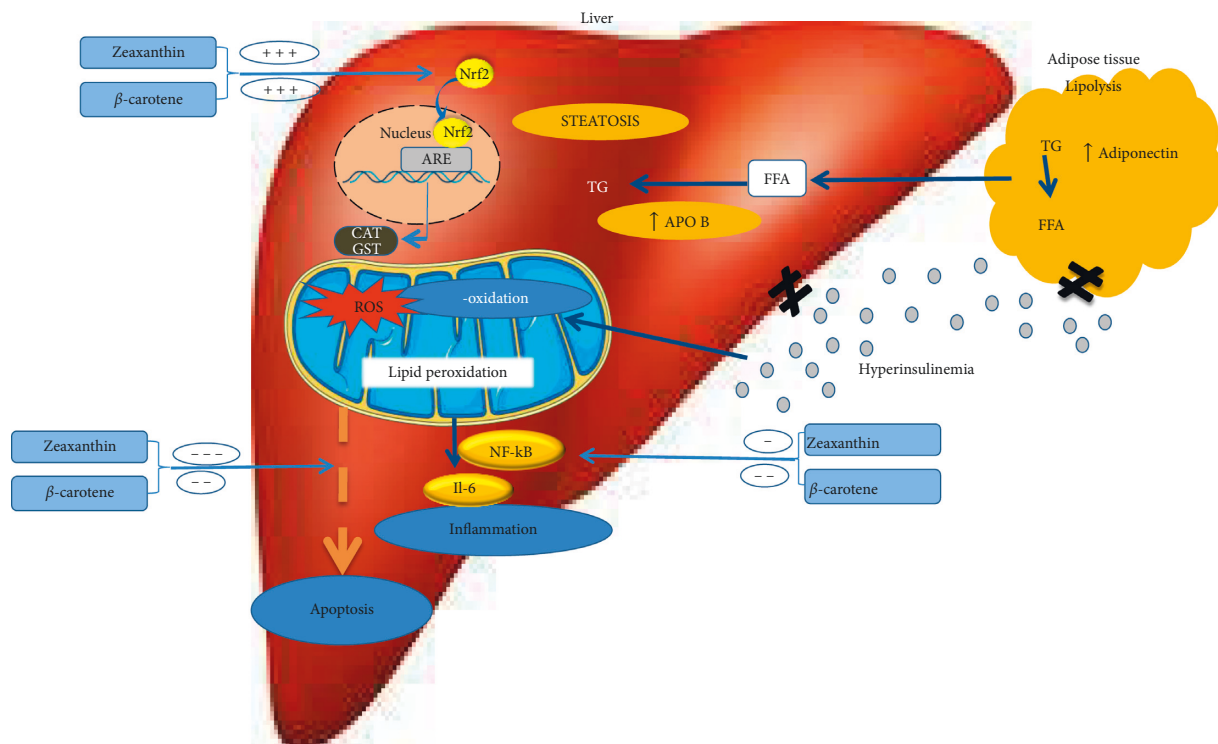 Liver
Zeaxanthin
+ + +
β-carotene
+ + +
Nrf2
Nucleus
Nrf2
ARE
CAT
GST
STEATOSIS
TG
FFA
↑ APO B
Adipose tissue
Lipolysis
TG
↑ Adiponectin
FFA
ROS
-oxidation
Lipid peroxidation
Hyperinsulinemia
Zeaxanthin
– – –
β-carotene
– –
NF-kB
Il-6
Inflammation
–
Zeaxanthin
– –
β-carotene
Apoptosis